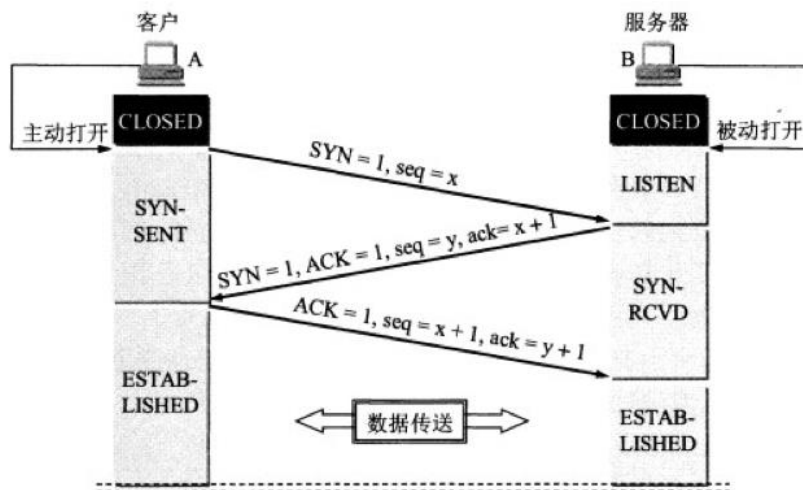 客户
服务器
A
B
主动打开
CLOSED
CLOSED
被动打开
SYN = 1, seq = x
LISTEN
SYN-
SENT
SYN = 1, ACK = 1, seq = y, ack= x + 1
SYN-
RCVD
ACK = 1, seq = x + 1, ack = y + 1
ESTAB-
LISHED
数据传送
ESTAB-
LISHED